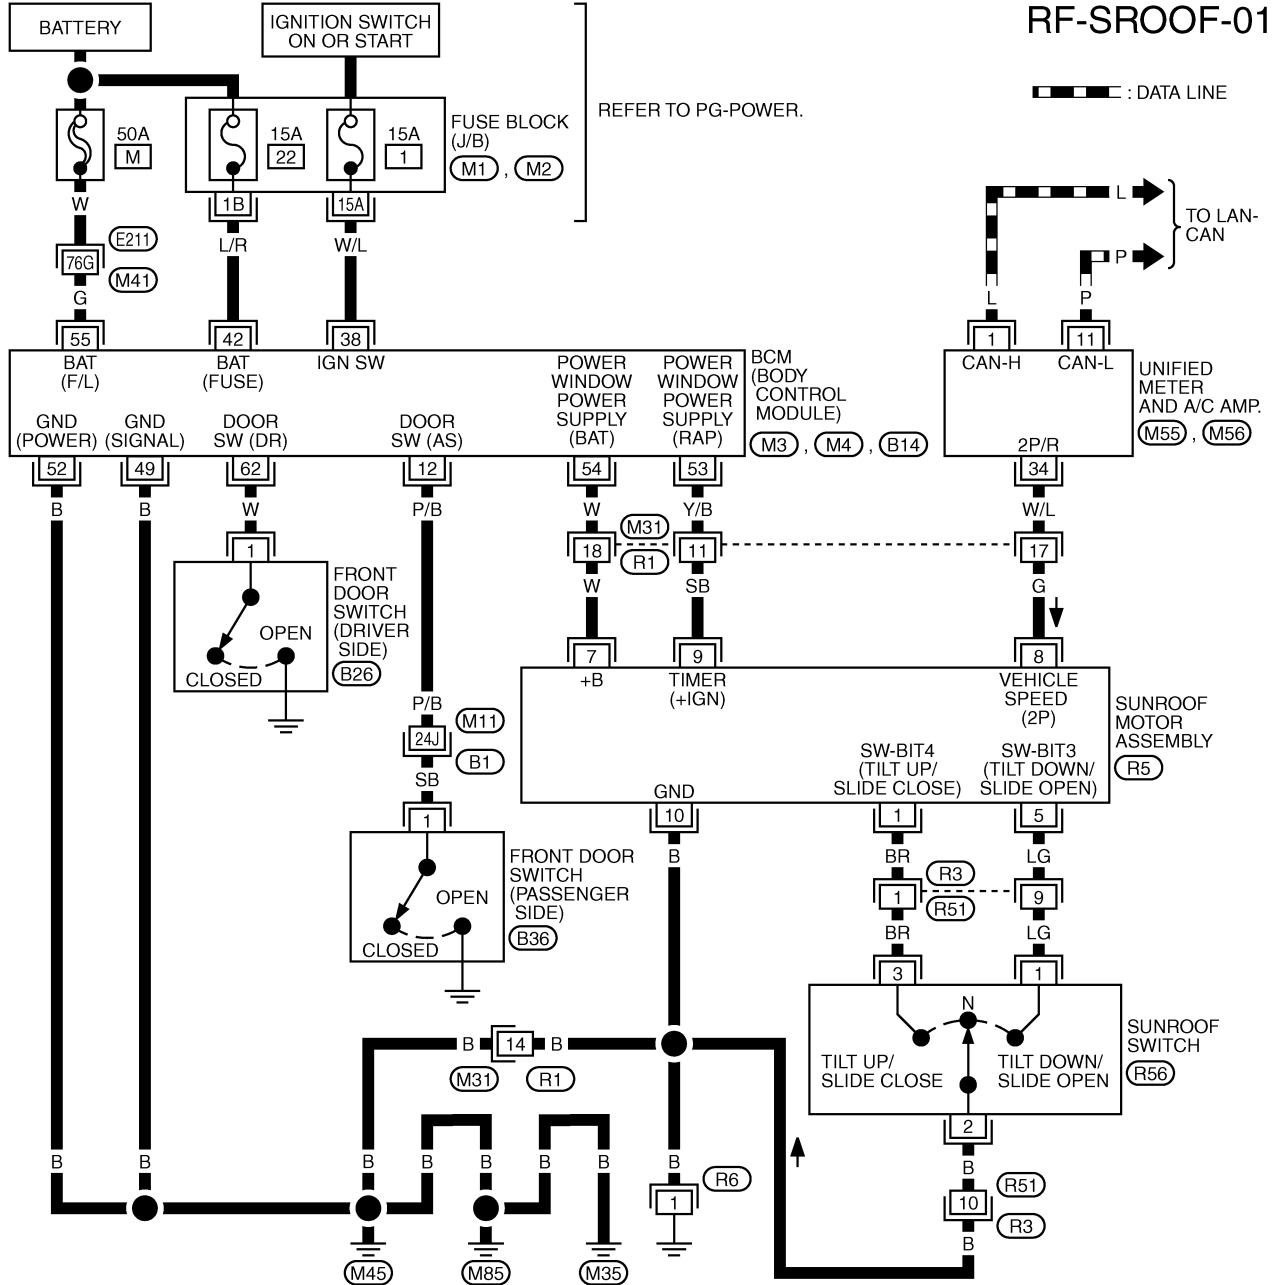 RF-SROOF-01
BATTERY
IGNITION SWITCH
ON OR START
REFER TO PG-POWER.
: DATA LINE
50A
M
15A
22
15A
1
FUSE BLOCK
(J/B)
M1 , M2
1B
15A
W
L/R
W/L
E211
76G
M41
G
L
P
TO LAN-
CAN
L
P
55
42
38
1
11
BAT
(F/L)
BAT
(FUSE)
IGN SW
POWER
WINDOW
POWER
SUPPLY
(BAT)
POWER
WINDOW
POWER
SUPPLY
(RAP)
BCM
(BODY
CONTROL
MODULE)
M3 , M4 , B14
CAN-H
CAN-L
UNIFIED
METER
AND A/C AMP.
M55 , M56
GND
(POWER)
GND
(SIGNAL)
DOOR
SW (DR)
DOOR
SW (AS)
2P/R
52
49
62
12
54
53
34
B
B
W
P/B
W
Y/B
W/L
M31
R1
18
11
17
W
SB
G
1
FRONT
DOOR
SWITCH
(DRIVER
SIDE)
B26
OPEN
CLOSED
7
9
8
+B
TIMER
(+IGN)
VEHICLE
SPEED
(2P)
SUNROOF
MOTOR
ASSEMBLY
R5
P/B
M11
24J
B1
SB
1
FRONT DOOR
SWITCH
(PASSENGER
SIDE)
B36
OPEN
CLOSED
GND
SW-BIT4
(TILT UP/
SLIDE CLOSE)
SW-BIT3
(TILT DOWN/
SLIDE OPEN)
10
1
5
B
BR
LG
R3
R51
1
9
BR
LG
3
1
N
TILT UP/
SLIDE CLOSE
TILT DOWN/
SLIDE OPEN
SUNROOF
SWITCH
R56
2
B
R51
10
R3
B
B
14
B
M31
R1
B
B
B
B
B
B
B
B
R6
1
M45
M85
M35